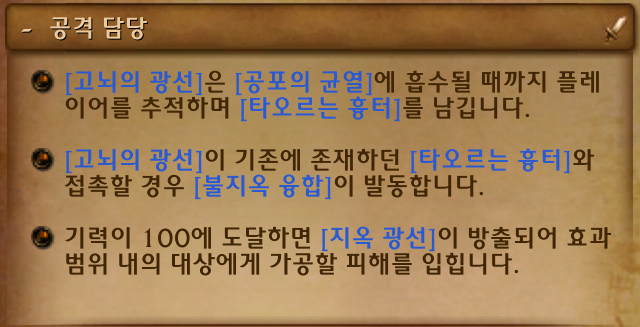 - 공격 담당
[고뇌의 광선]은 [공포의 균열]에 흡수될 때까지 플레
이어를 추적하며 [타오르는 흉터]를 남깁니다.
[고뇌의 광선]이 기존에 존재하던 [타오르는 흉터]와
접촉할 경우 [불지옥 융합]이 발동합니다.
기력이 100에 도달하면 [지옥 광선]이 방출되어 효과
범위 내의 대상에게 가공할 피해를 입힙니다.